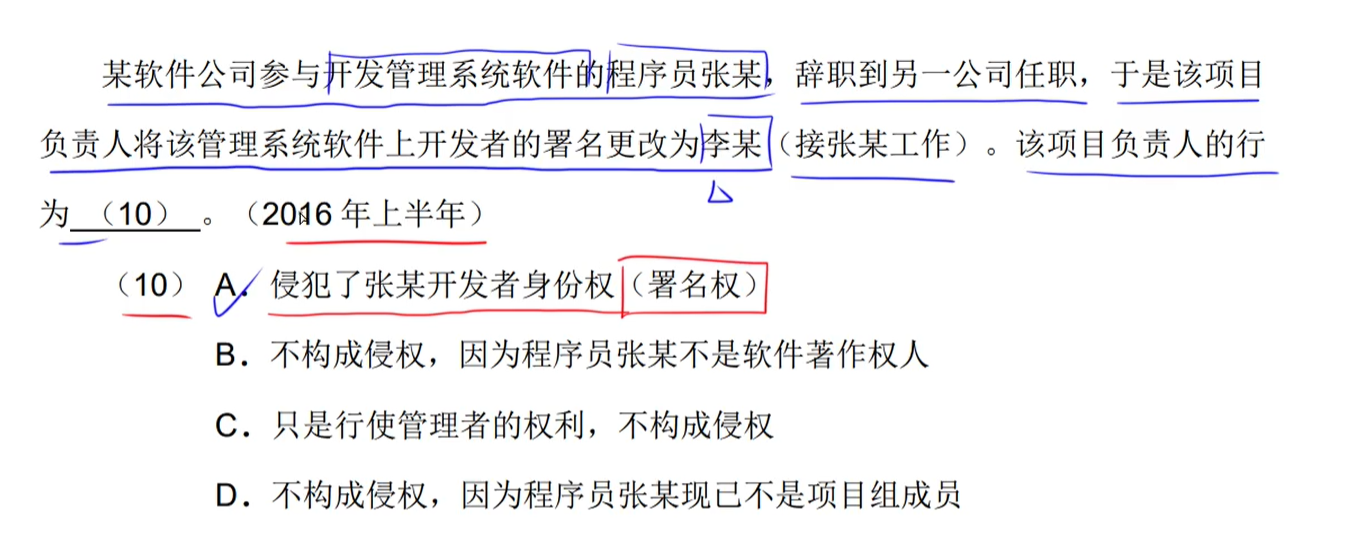 某软件公司参与开发管理系统软件的程序员张某，辞职到另一公司任职，于是该项目
负责人将该管理系统软件上开发者的署名更改为李某（接张某工作）。该项目负责人的行
为（10）。（2016 年上半年）
（10） A．侵犯了张某开发者身份权（署名权）
B．不构成侵权，因为程序员张某不是软件著作权人
C．只是行使管理者的权利，不构成侵权
D．不构成侵权，因为程序员张某现已不是项目组成员